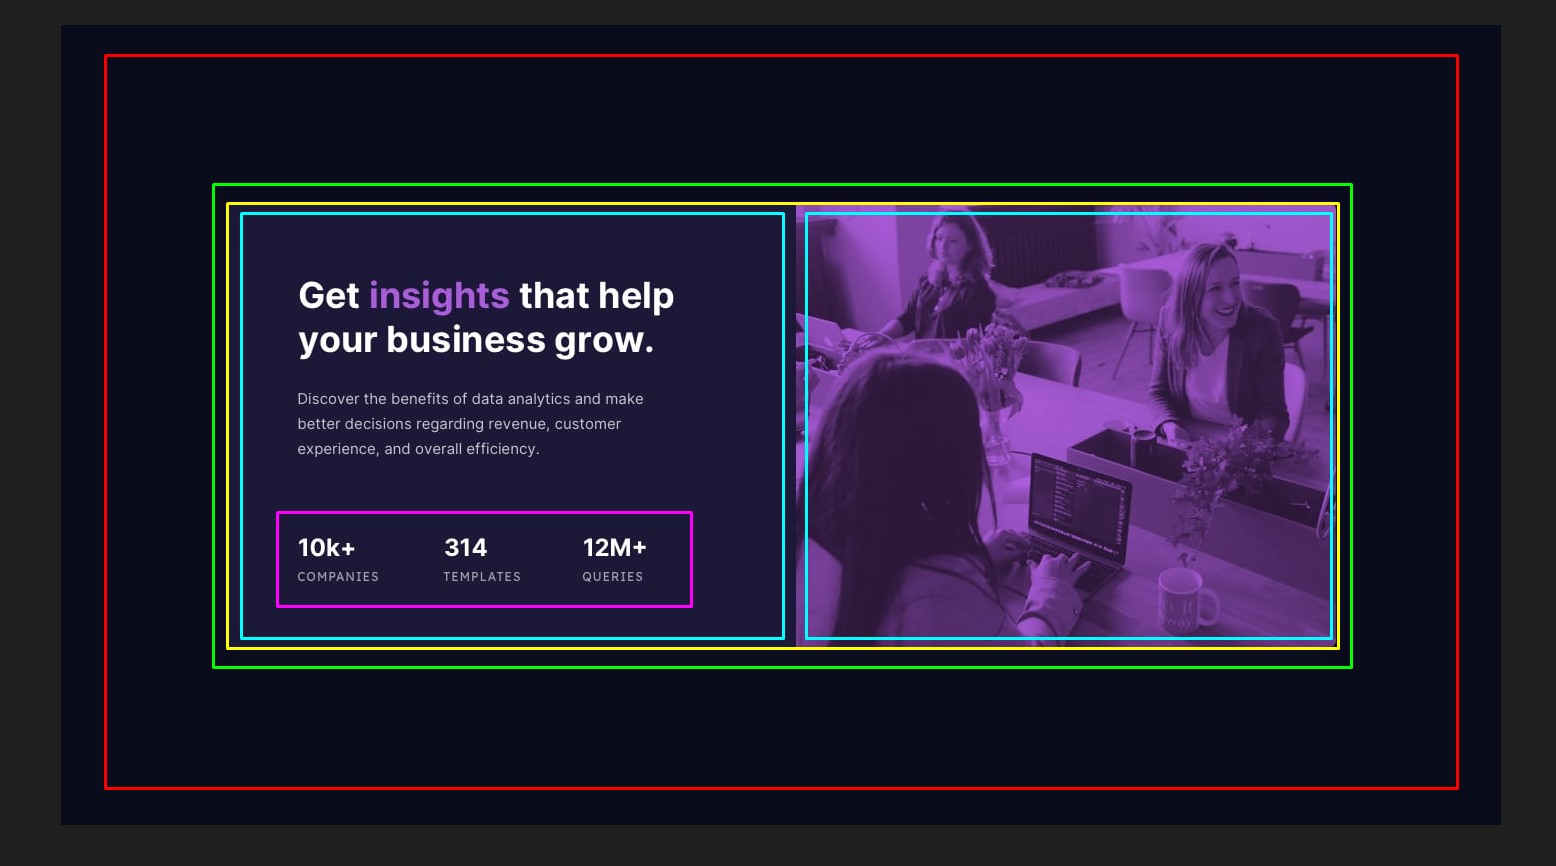 Get insights that help
your business grow.
Discover the benefits of data analytics and make
better decisions regarding revenue, customer
experience, and overall efficiency.
10k+ 314 12M+
COMPANIES TEMPLATES QUERIES